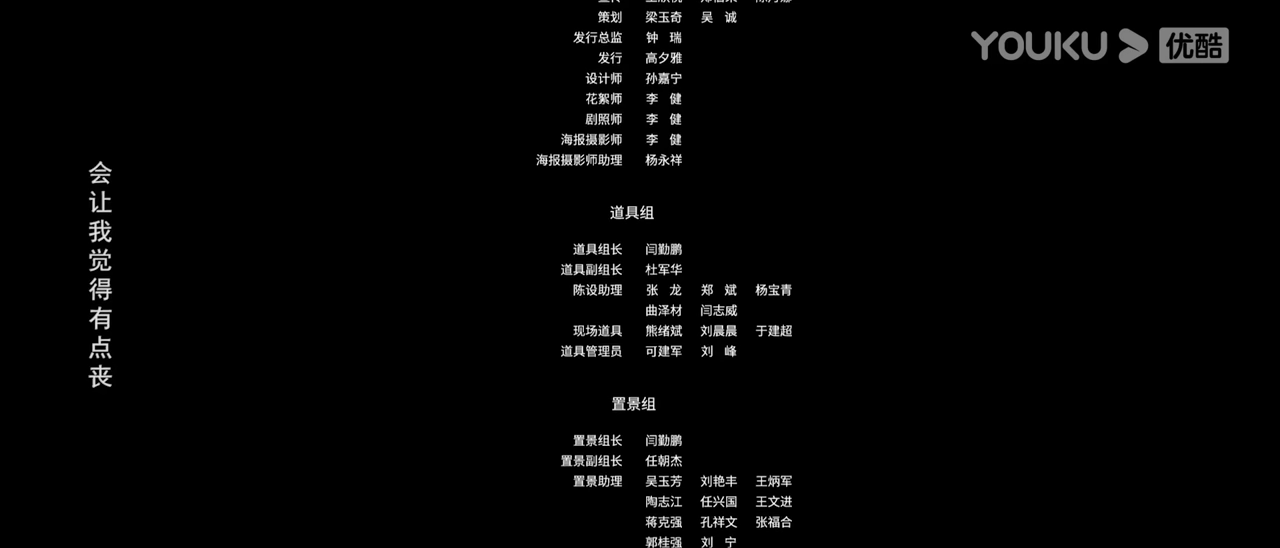 策划 梁玉奇 吴 诚
发行总监 钟 瑞
发行 高夕雅
设计师 孙嘉宁
花絮师 李 健
剧照师 李 健
海报摄影师 李 健
海报摄影师助理 杨永祥
道具组
道具组长 闫勤鹏
道具副组长 杜军华
陈设助理 张 龙 郑 斌 杨宝青
曲泽材 闫志威
现场道具 熊绪斌 刘晨晨 于建超
道具管理员 可建军 刘 峰
置景组
置景组长 闫勤鹏
置景副组长 任朝杰
置景助理 吴玉芳 刘艳丰 王炳军
陶志江 任兴国 王文进
蒋克强 孔祥文 张福合
郭桂强 刘 宁
会让我觉得有点丧
YOUKU 优酷